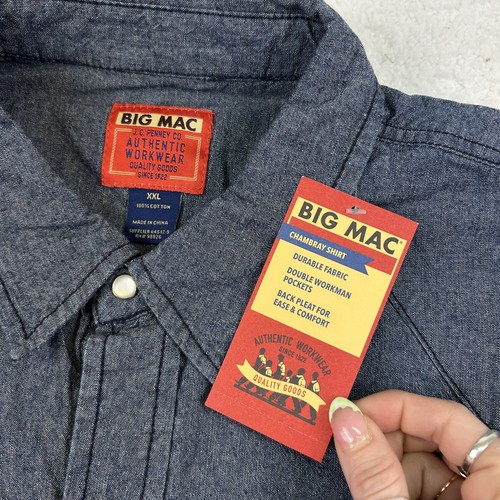 BIG MAC
J.C. PENNEY CO.
AUTHENTIC
WORKWEAR
QUALITY GOODS
SINCE 1922
XXL
100% COTTON
MADE IN CHINA
BIG MAC
CHAMBRAY SHIRT
DURABLE FABRIC
DOUBLE WORKMAN
POCKETS
BACK PLEAT FOR
EASE & COMFORT
AUTHENTIC WORKWEAR
SINCE 1922
QUALITY GOODS